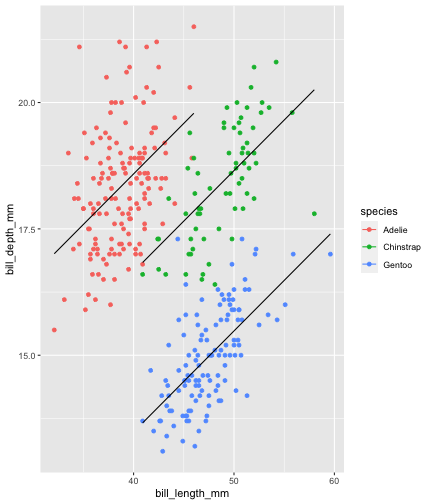 bill_depth_mm
20.0
17.5
15.0
40
50
60
bill_length_mm
species
Adelie
Chinstrap
Gentoo